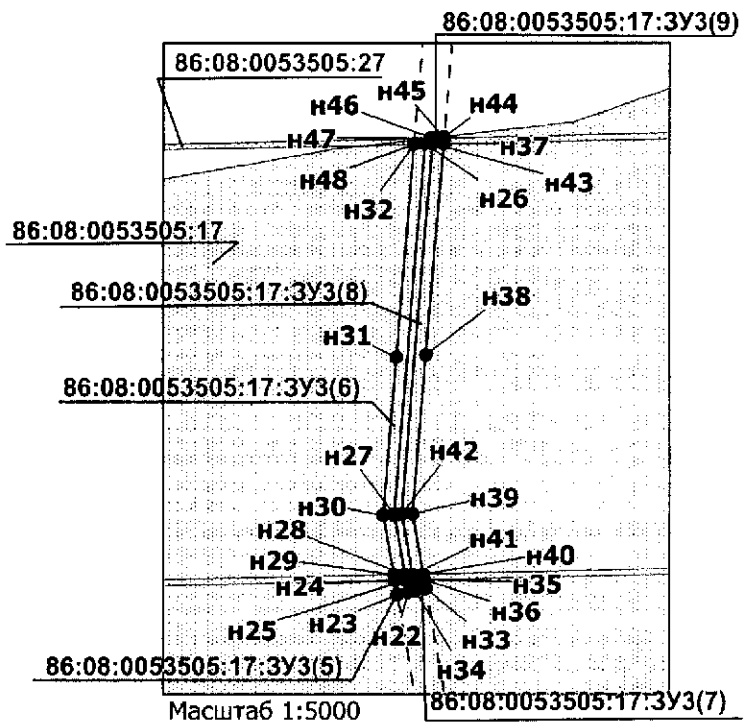 86:08:0053505:17:ЗУ3(9)
86:08:0053505:27
н45
н46
н44
н47
н37
н48
н43
н32
н26
86:08:0053505:17
86:08:0053505:17:ЗУ3(8)
н38
н31
86:08:0053505:17:ЗУ3(6)
н27
н42
н30
н39
н28
н41
н29
н40
н24
н35
н36
н25
н23
н22
н33
н34
86:08:0053505:17:ЗУ3(5)
86:08:0053505:17:ЗУ3(7)
Масштаб 1:5000